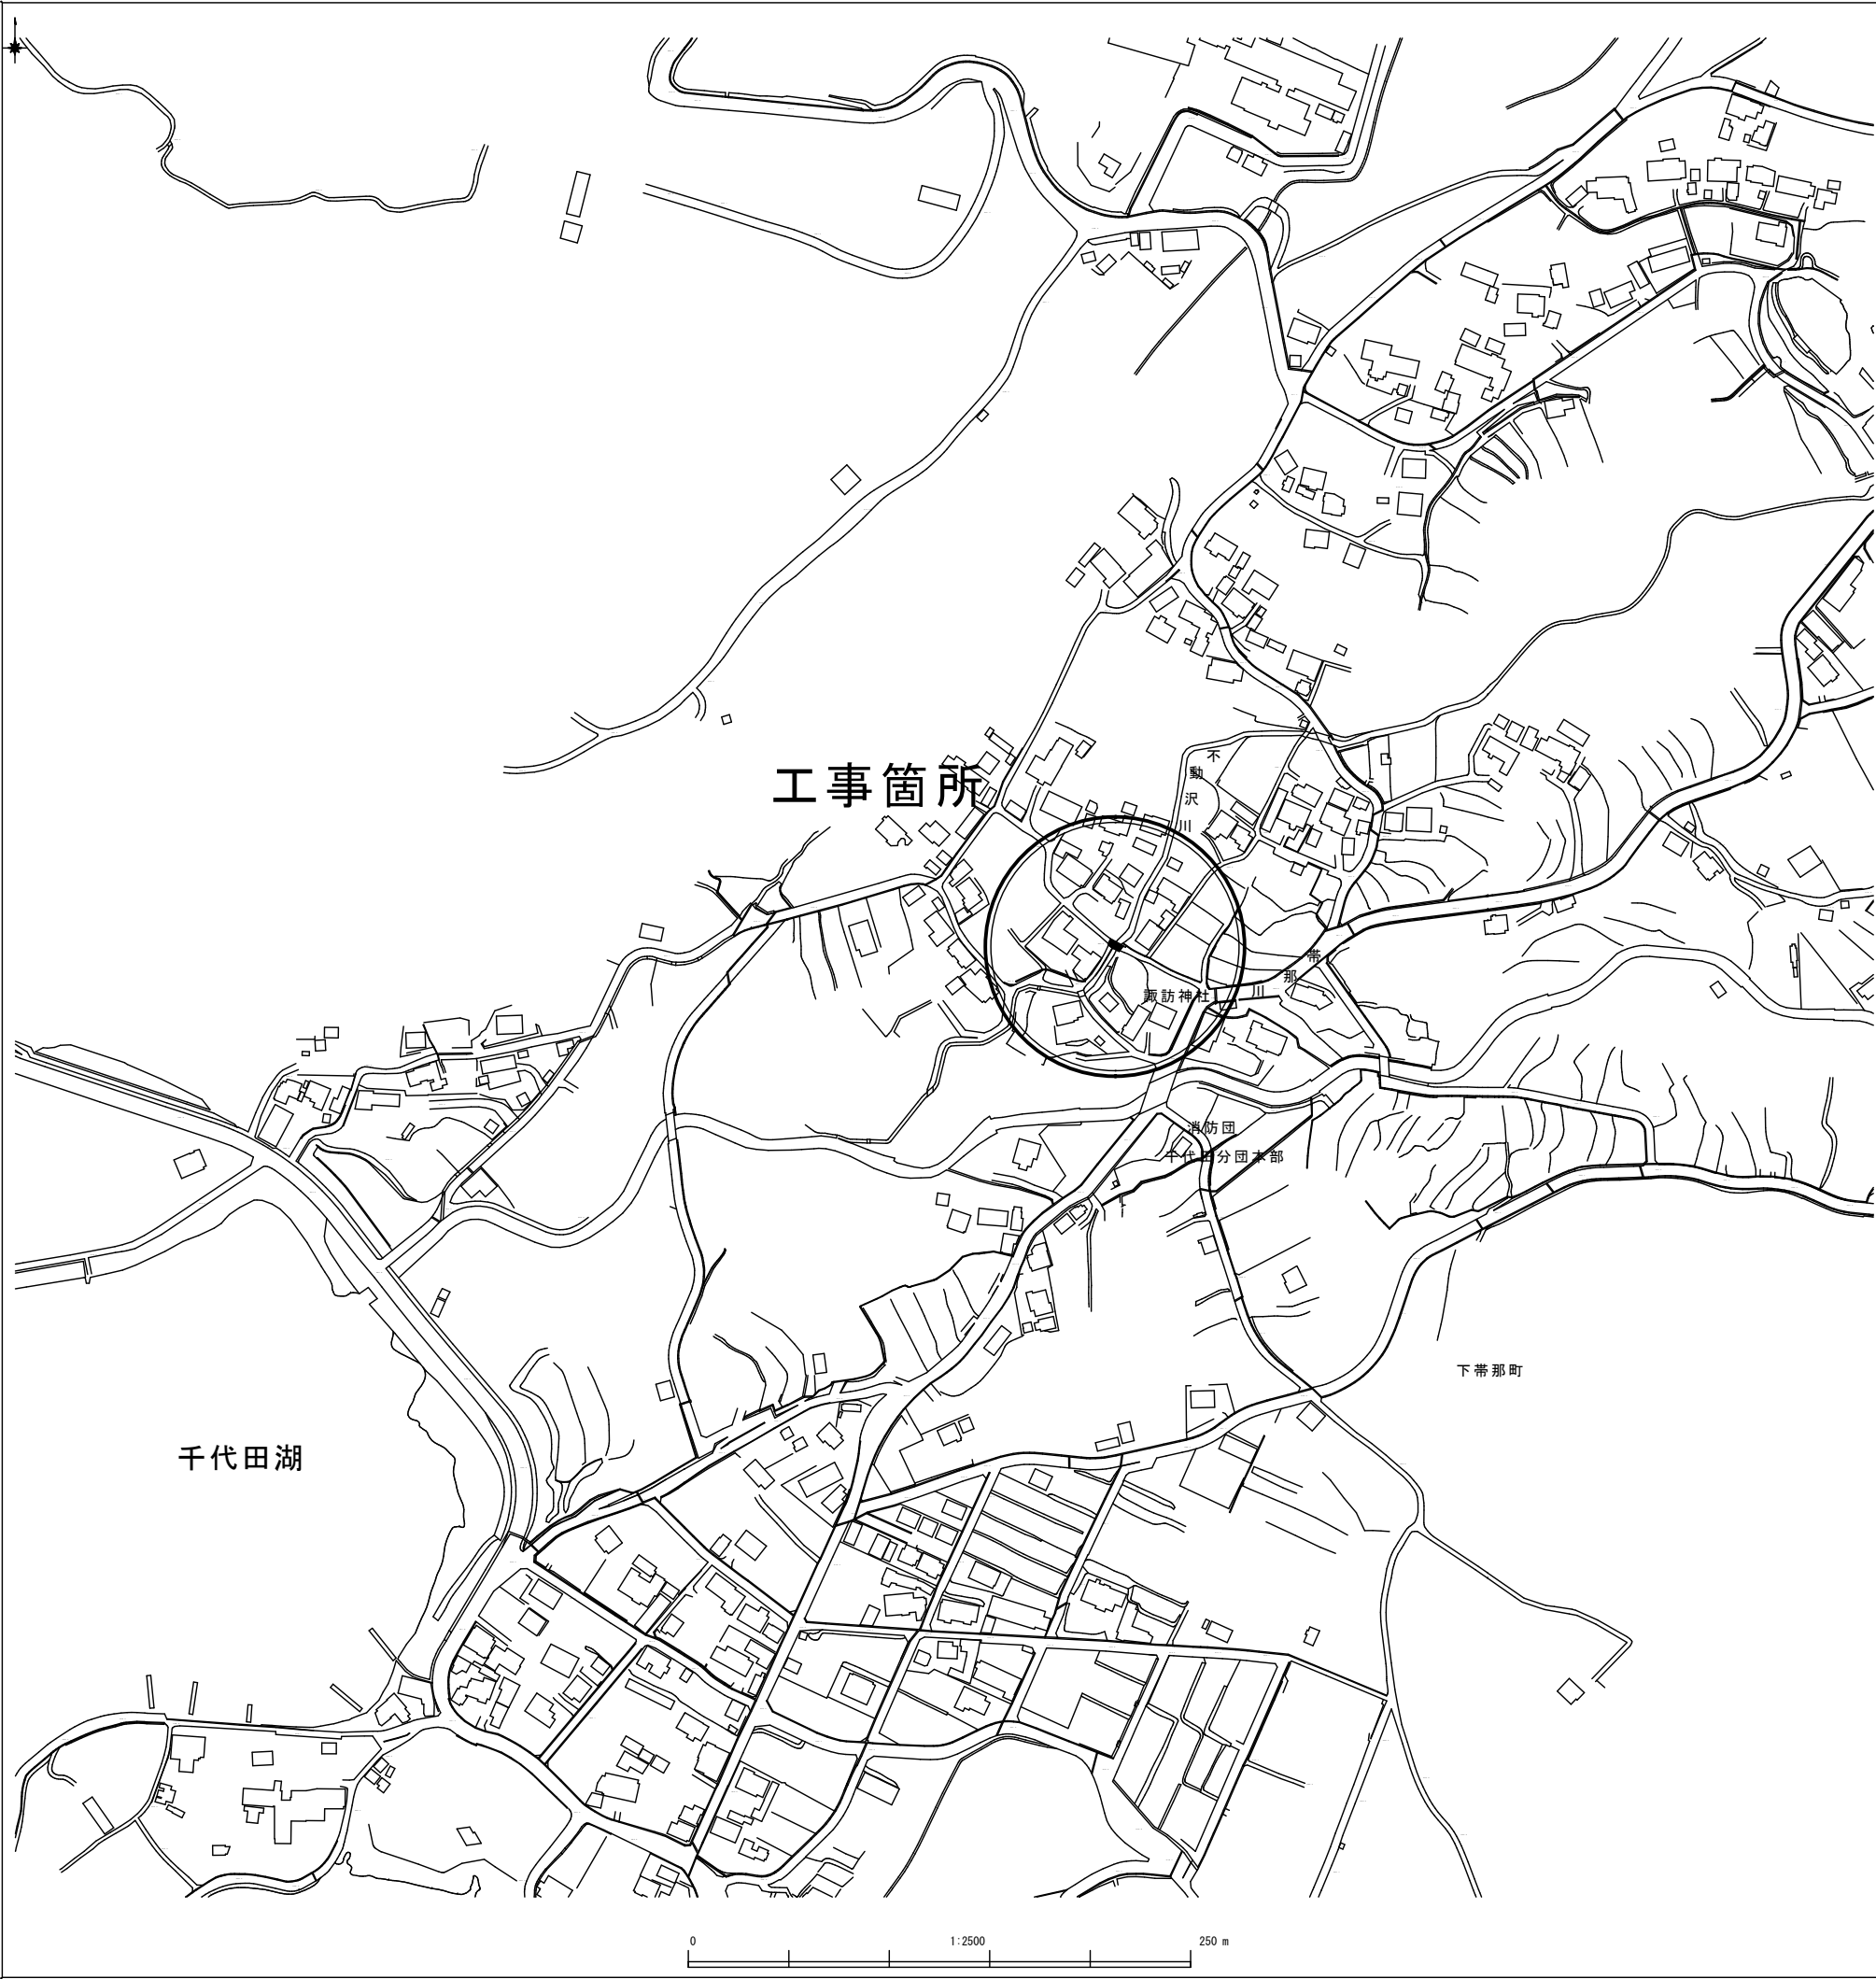 工事箇所
不動沢川
帯那川
諏訪神社
消防団
千代田分団本部
下帯那町
千代田湖
0 1:2500 250 m